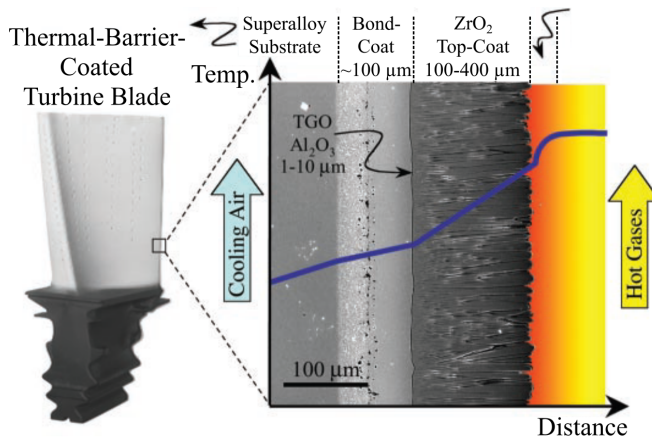 Thermal-Barrier-
Coated
Turbine Blade
Superalloy
Substrate
Bond-
Coat
~100 μm
ZrO₂
Top-Coat
100-400 μm
Temp.
TGO
Al₂O₃
1-10 μm
Cooling Air
Hot Gases
100 μm
Distance